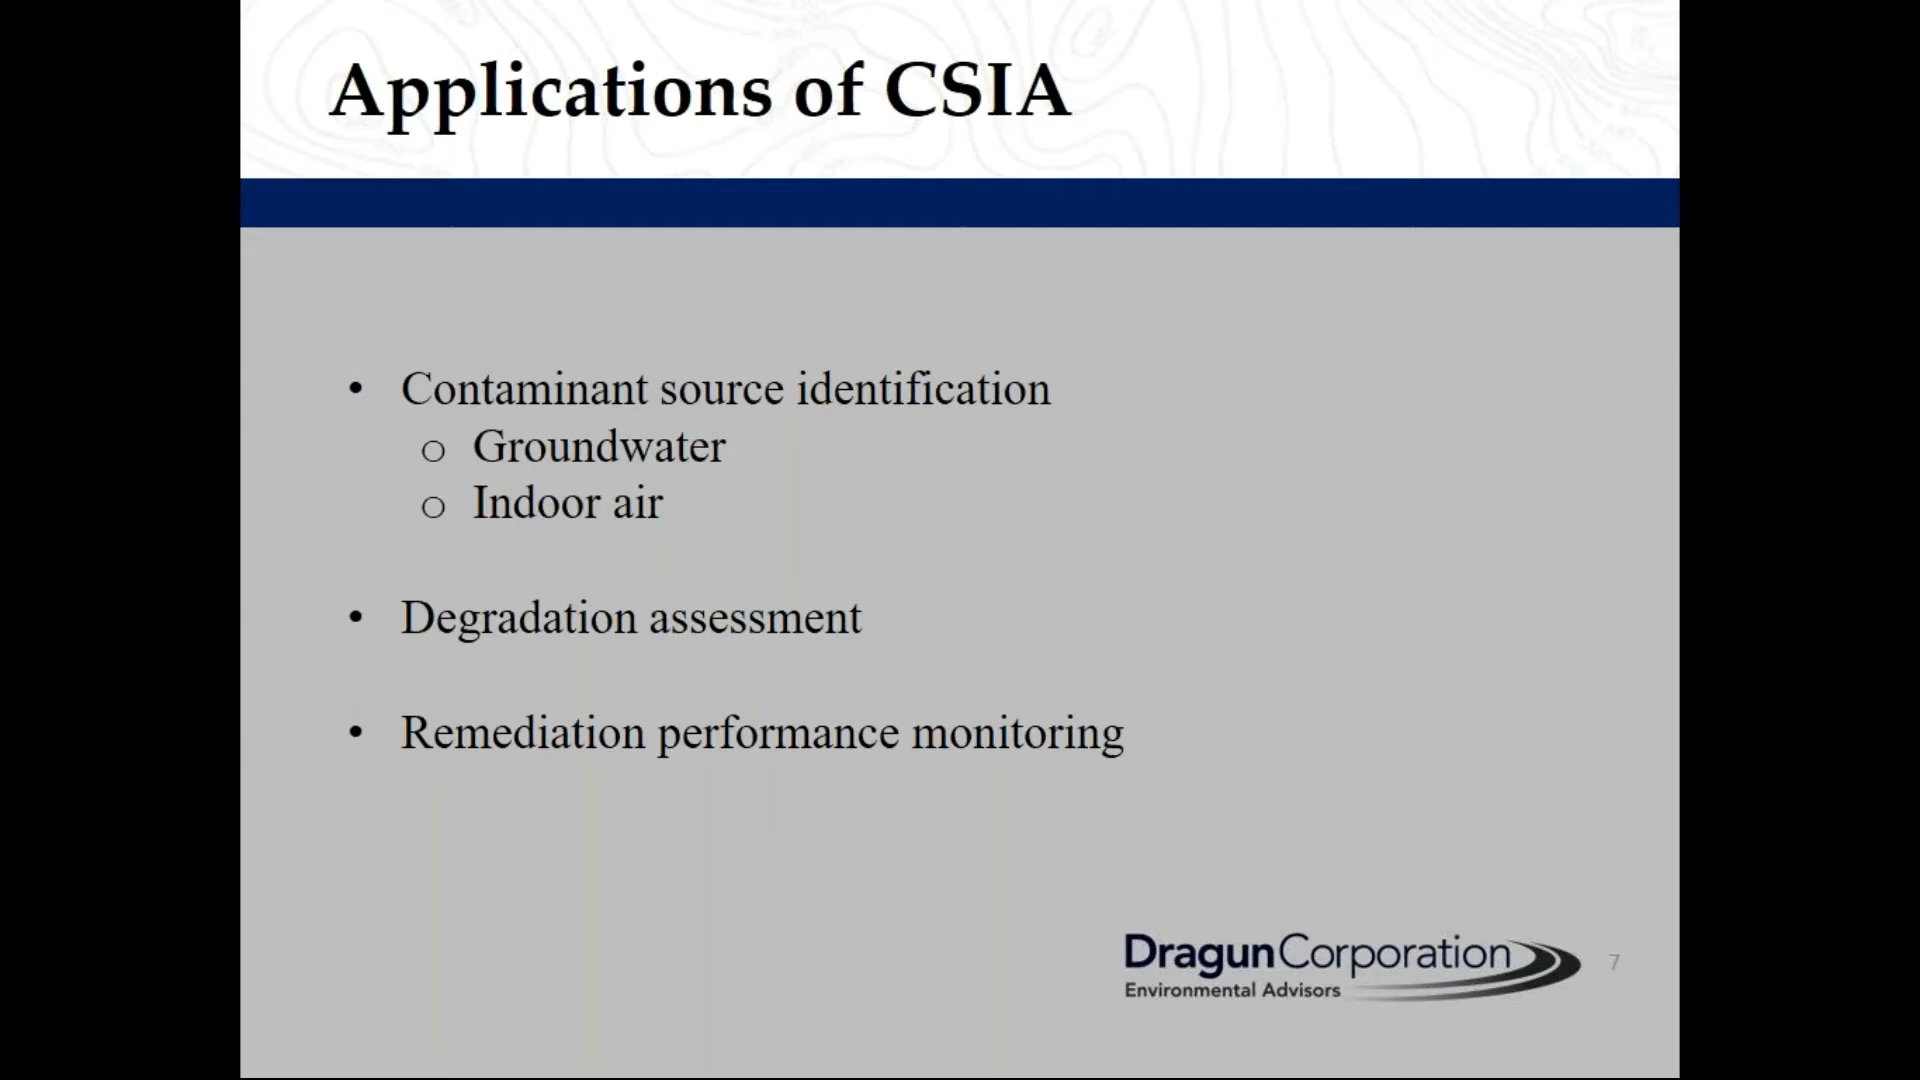 Applications of CSIA
• Contaminant source identification
o Groundwater
o Indoor air
• Degradation assessment
• Remediation performance monitoring
DragunCorporation
Environmental Advisors
7